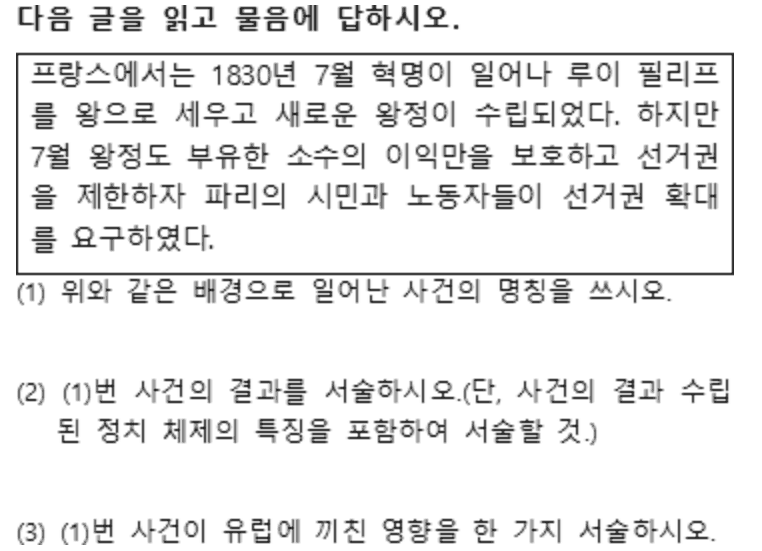 다음 글을 읽고 물음에 답하시오.
프랑스에서는 1830년 7월 혁명이 일어나 루이 필리프
를 왕으로 세우고 새로운 왕정이 수립되었다. 하지만
7월 왕정도 부유한 소수의 이익만을 보호하고 선거권
을 제한하자 파리의 시민과 노동자들이 선거권 확대
를 요구하였다.
(1) 위와 같은 배경으로 일어난 사건의 명칭을 쓰시오.
(2) (1)번 사건의 결과를 서술하시오.(단, 사건의 결과 수립
된 정치 체제의 특징을 포함하여 서술할 것.)
(3) (1)번 사건이 유럽에 끼친 영향을 한 가지 서술하시오.